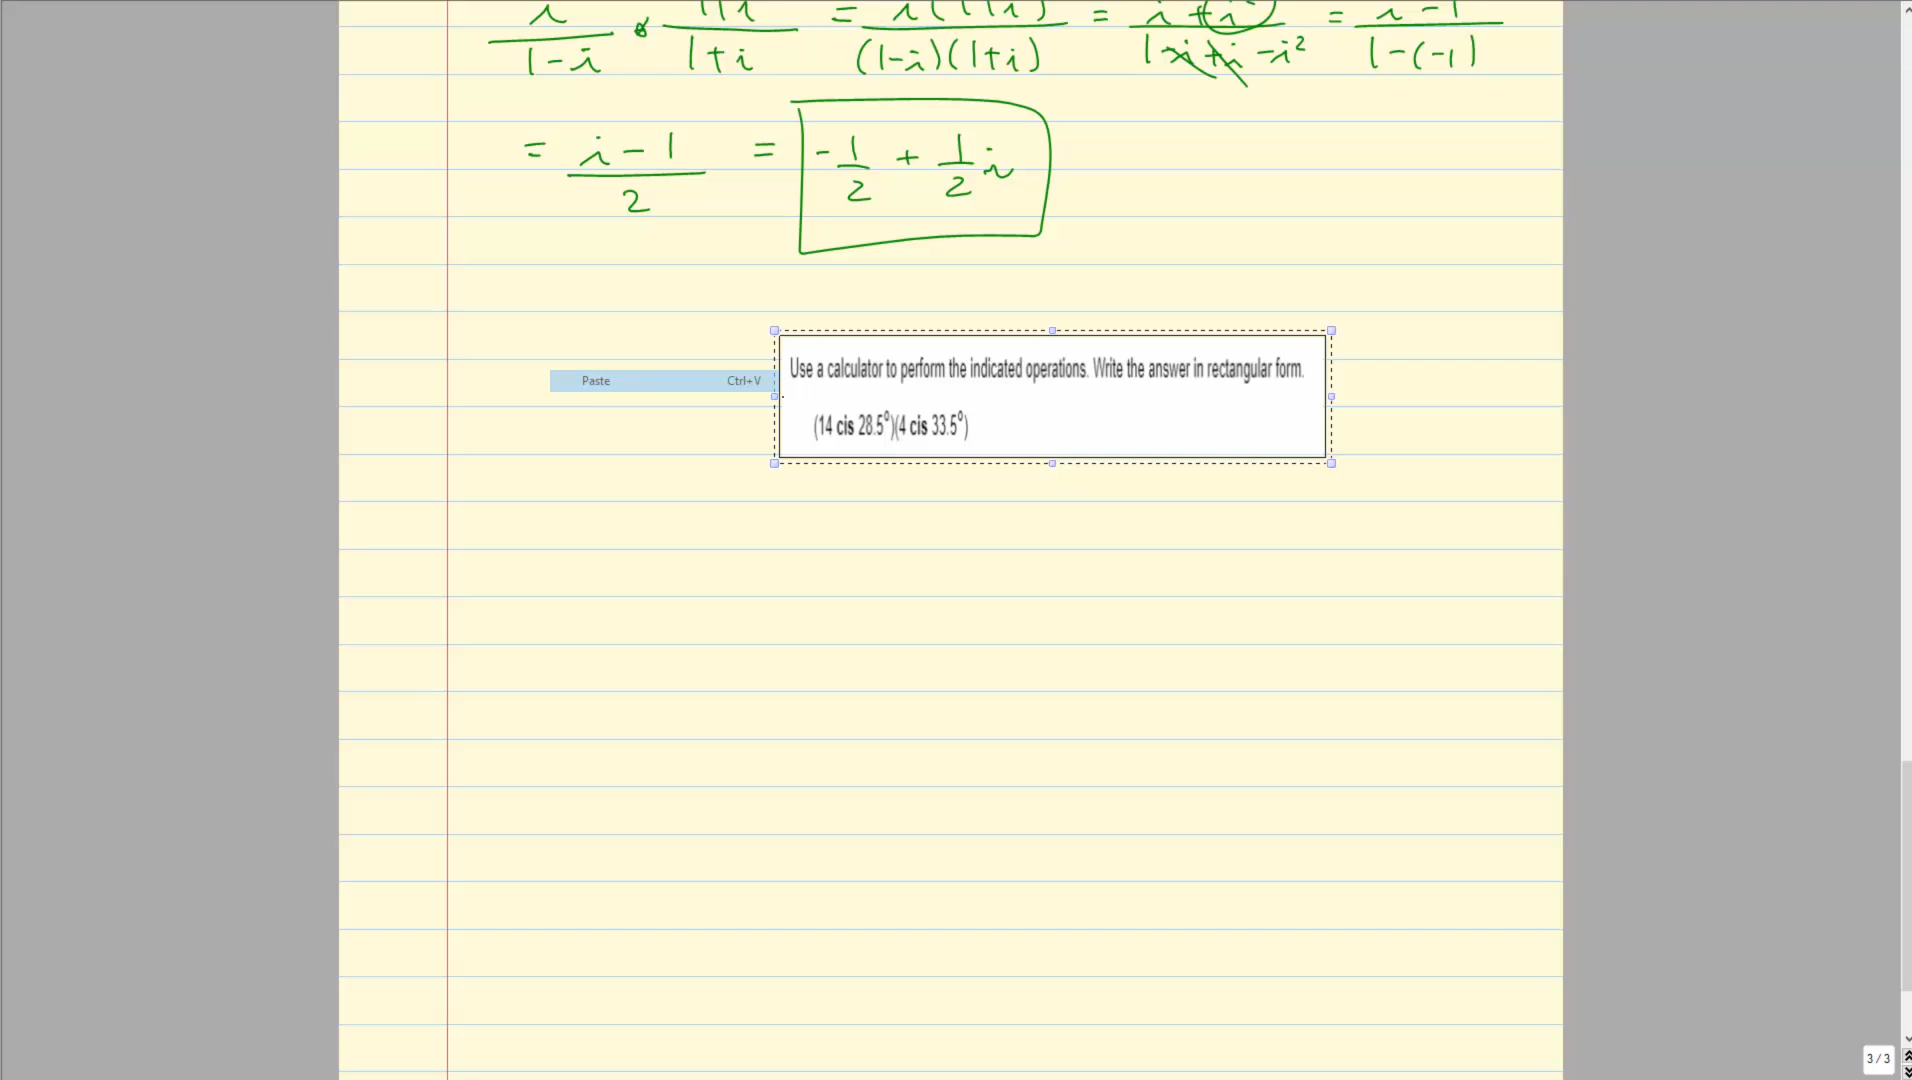 i/(1-i) · (1+i)/(1+i) = i(1+i)/((1-i)(1+i)) = (i+i²)/(1-i+i-i²) = (i-1)/(1-(-1))
= (i-1)/2 = -1/2 + 1/2 i
Use a calculator to perform the indicated operations. Write the answer in rectangular form.
Paste Ctrl+V
(14 cis 28.5°)(4 cis 33.5°)
3 / 3